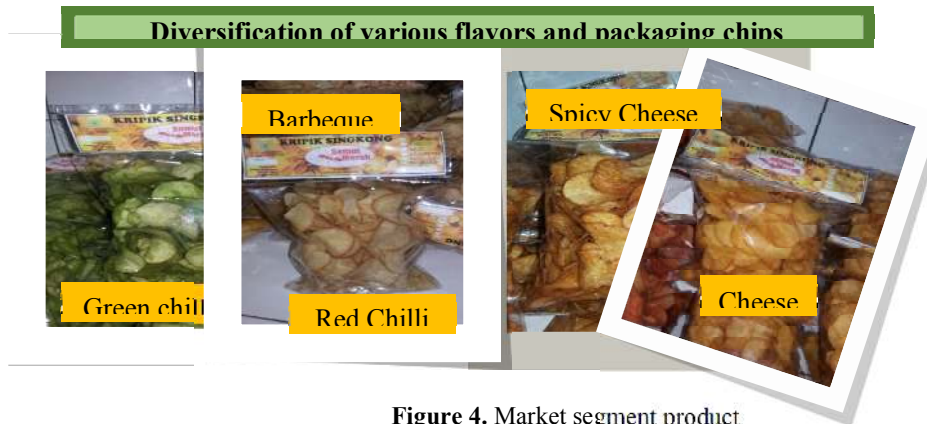 Diversification of various flavors and packaging chips
Barbeque
Spicy Cheese
KRIPIK SINGKONG
KRIPIK SINGKONG
Green chill
Red Chilli
Cheese
Figure 4. Market segment product